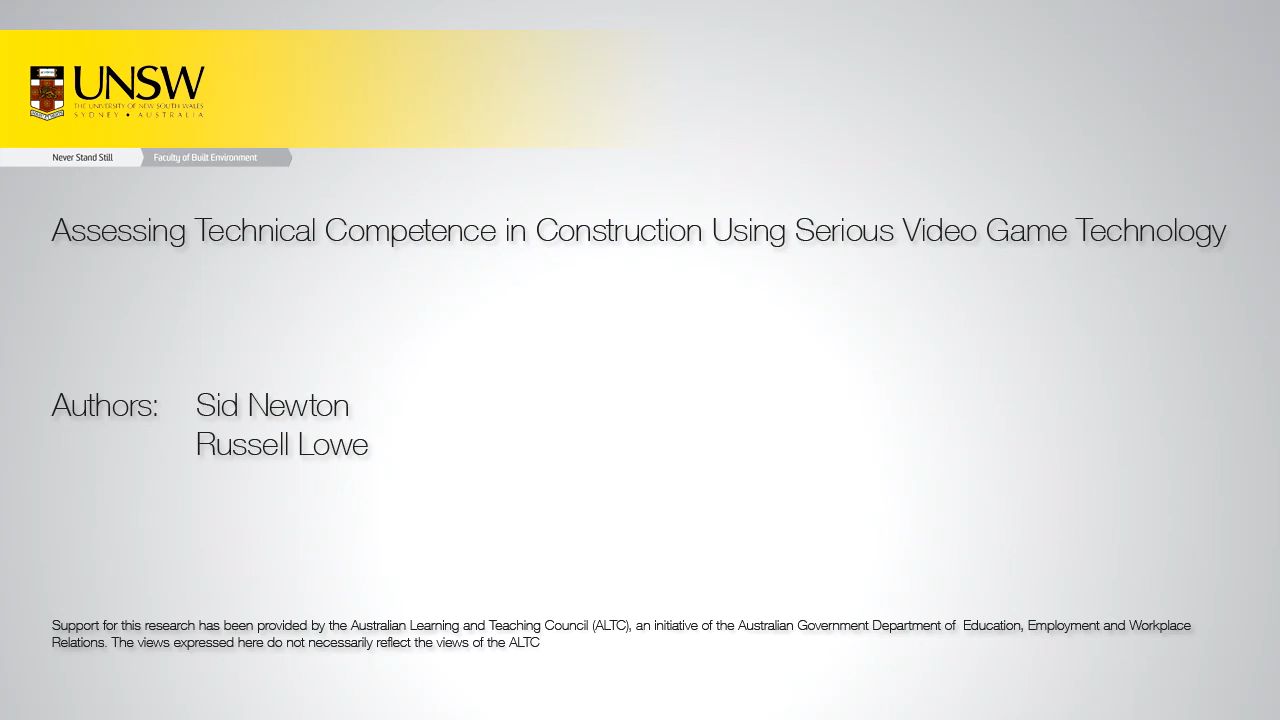 UNSW
THE UNIVERSITY OF NEW SOUTH WALES
SYDNEY • AUSTRALIA
Never Stand Still Faculty of Built Environment
Assessing Technical Competence in Construction Using Serious Video Game Technology
Authors: Sid Newton
Russell Lowe
Support for this research has been provided by the Australian Learning and Teaching Council (ALTC), an initiative of the Australian Government Department of Education, Employment and Workplace
Relations. The views expressed here do not necessarily reflect the views of the ALTC